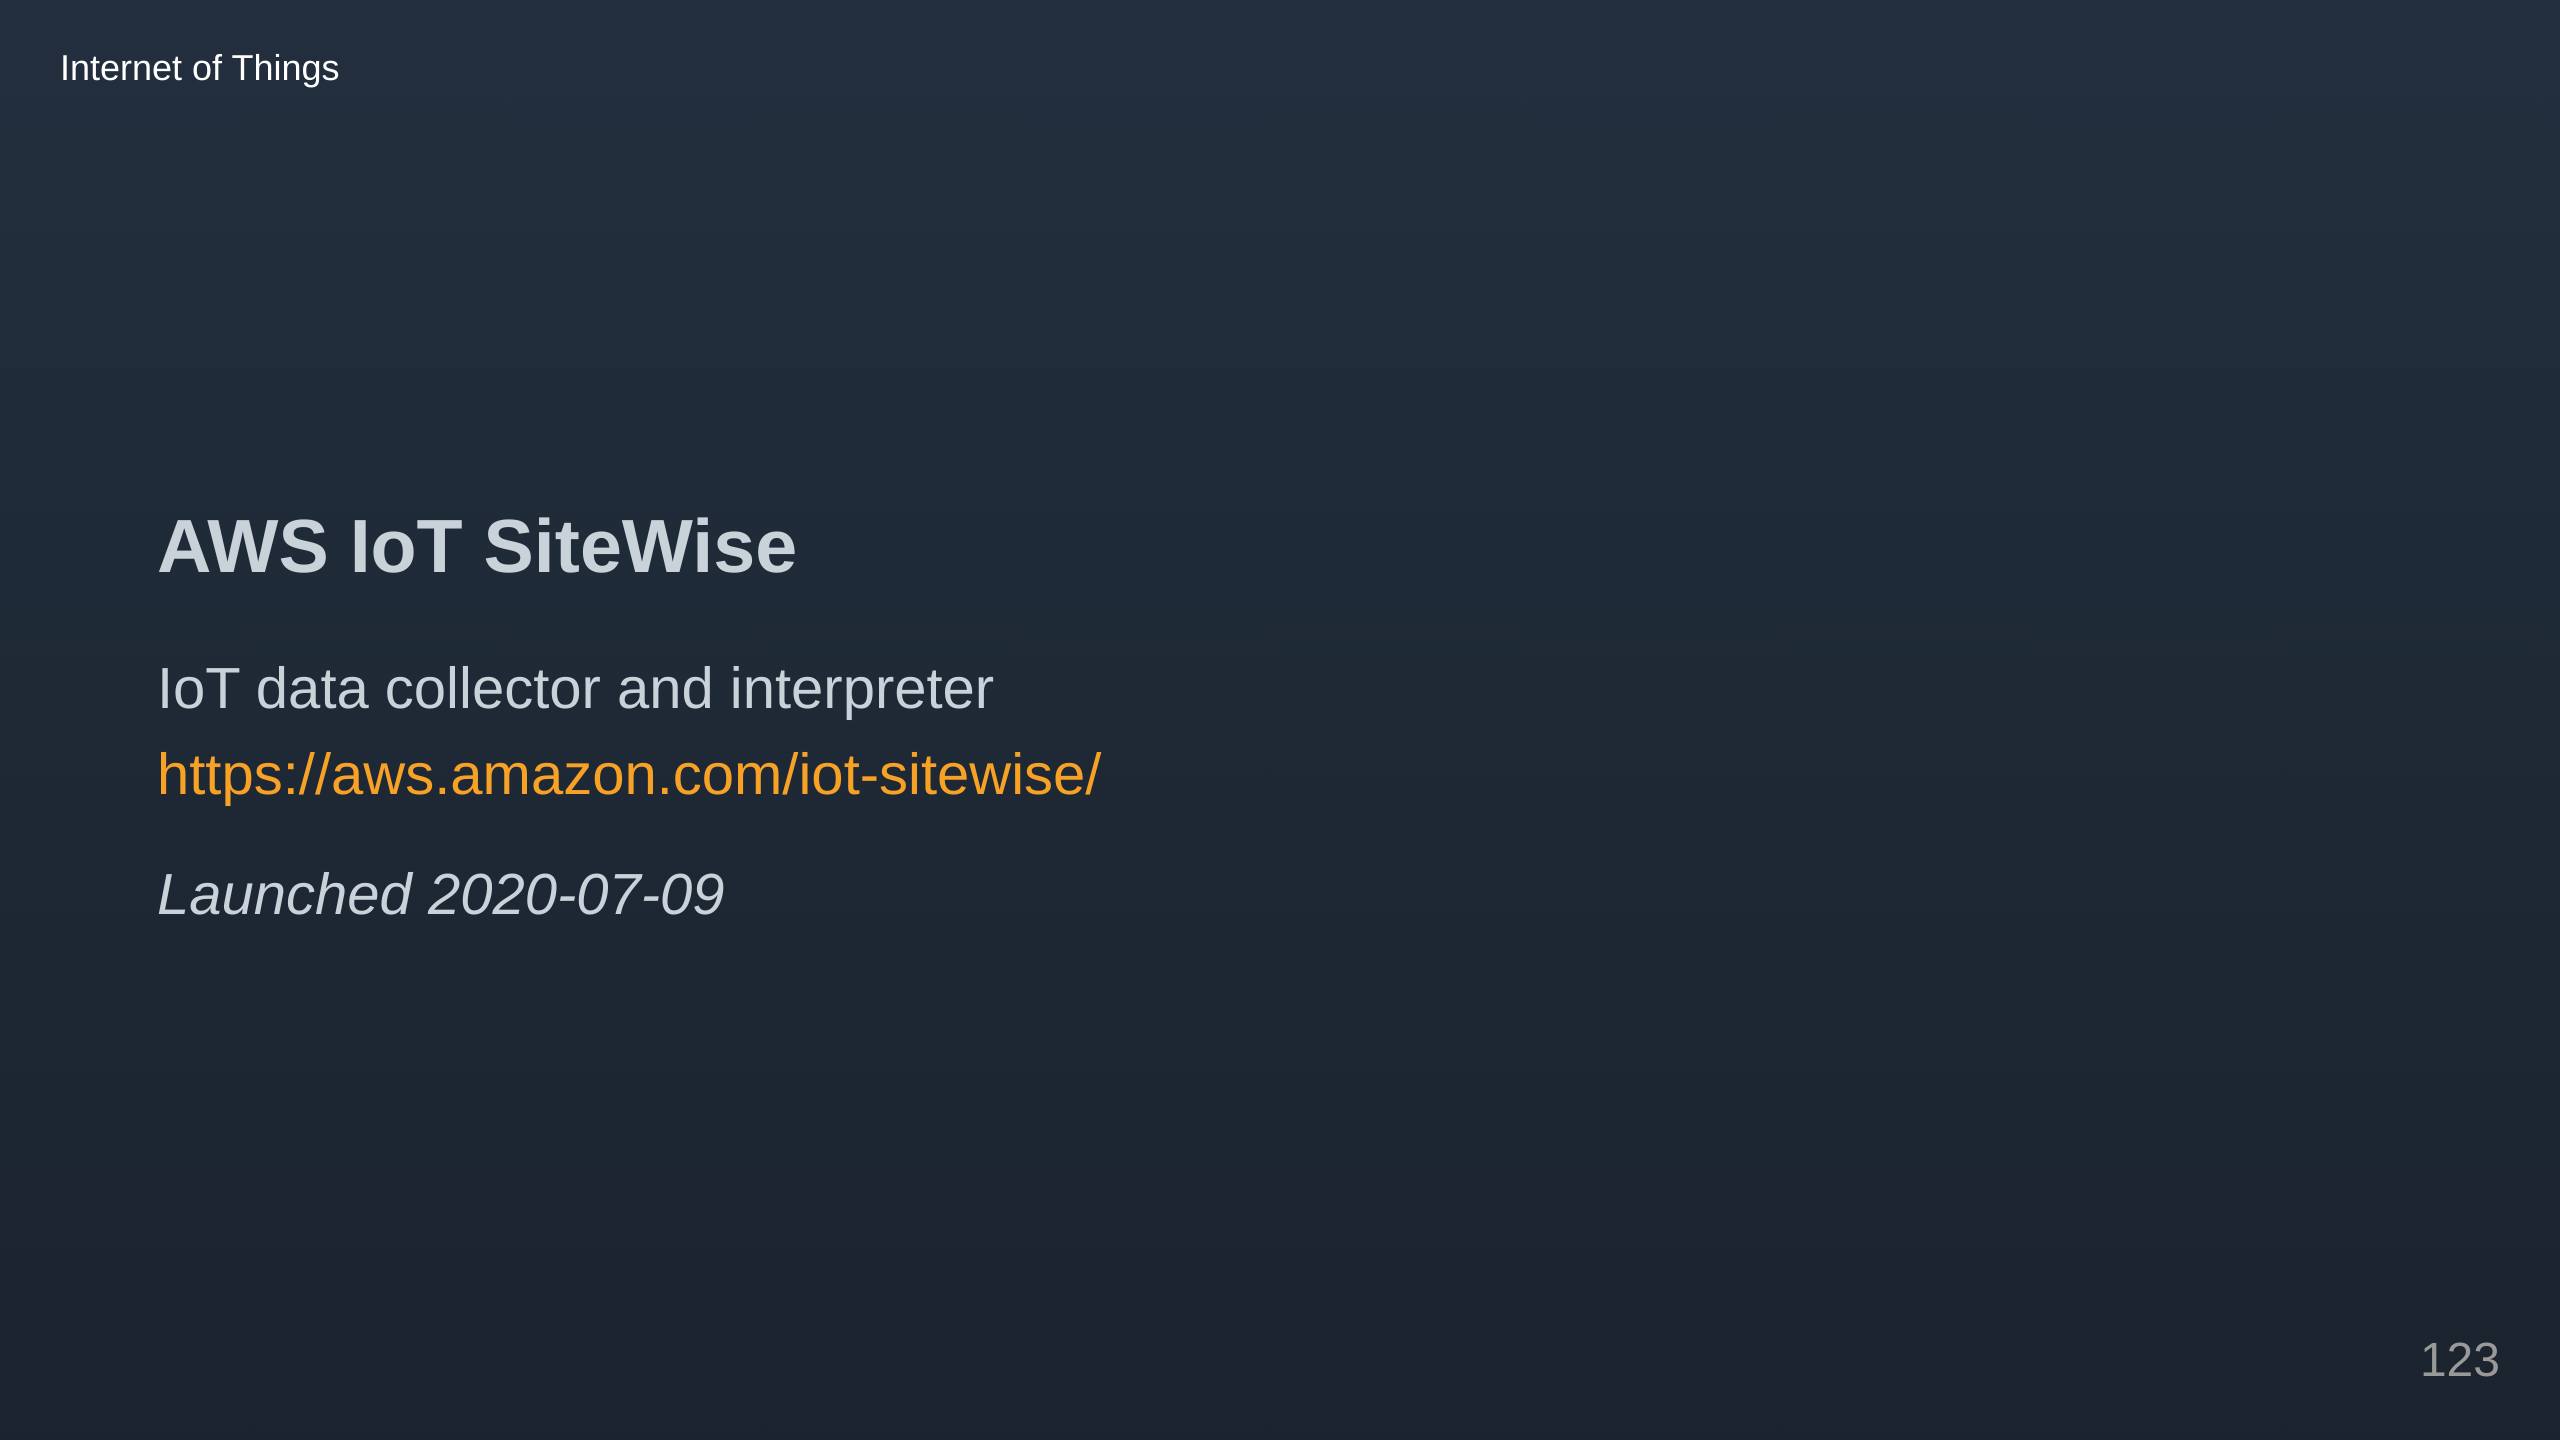 Internet of Things
AWS IoT SiteWise
IoT data collector and interpreter
https://aws.amazon.com/iot-sitewise/
Launched 2020-07-09
123